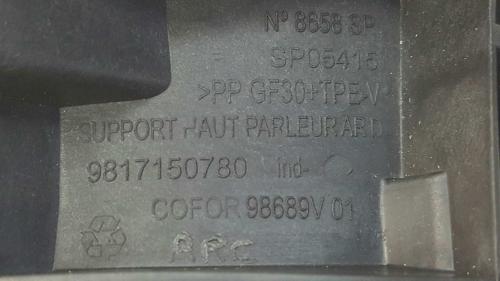 N° 8658 SP
SP05415
>PP GF30+TPE-V
SUPPORT HAUT PARLEUR AR D
9817150780 ind-
COFOR 98689V 01
ARC